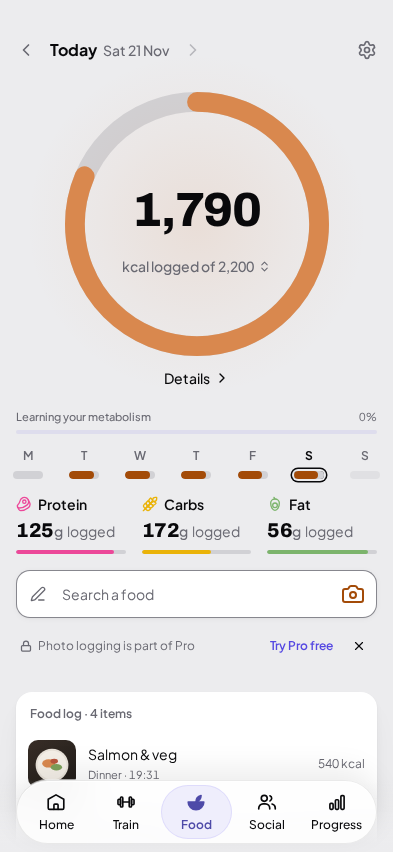 Today Sat 21 Nov
1,790
kcal logged of 2,200
Details
Learning your metabolism 0%
M T W T F S S
Protein Carbs Fat
125g logged 172g logged 56g logged
Search a food
Photo logging is part of Pro Try Pro free
Food log · 4 items
Salmon & veg
540 kcal
Dinner · 19:31
Home Train Food Social Progress